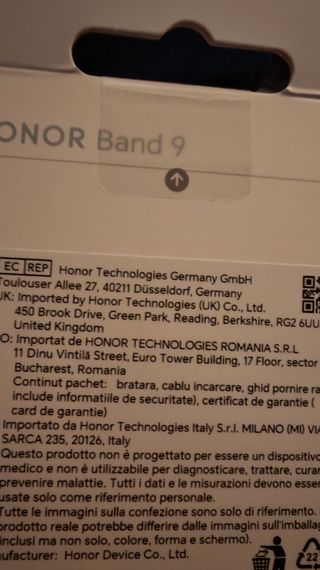 ONOR Band 9
EC REP Honor Technologies Germany GmbH
Toulouser Allee 27, 40211 Düsseldorf, Germany
UK: Imported by Honor Technologies (UK) Co., Ltd.
450 Brook Drive, Green Park, Reading, Berkshire, RG2 6UU
United Kingdom
O: Importat de HONOR TECHNOLOGIES ROMANIA S.R.L
11 Dinu Vintilă Street, Euro Tower Building, 17 Floor, sector
Bucharest, Romania
Continut pachet: bratara, cablu incarcare, ghid pornire ra
include informatiile de securitate), certificat de garantie (
card de garantie)
Importato da Honor Technologies Italy S.r.l. MILANO (MI) VIA
SARCA 235, 20126, Italy
Questo prodotto non è progettato per essere un dispositivo
medico e non è utilizzabile per diagnosticare, trattare, curar
prevenire malattie. Tutti i dati e le misurazioni devono esser
usate solo come riferimento personale.
Tutte le immagini sulla confezione sono solo di riferimento.
prodotto reale potrebbe differire dalle immagini sull'imballag
inclusi ma non solo, colore, forma e schermo).
nufacturer: Honor Device Co., Ltd.
22